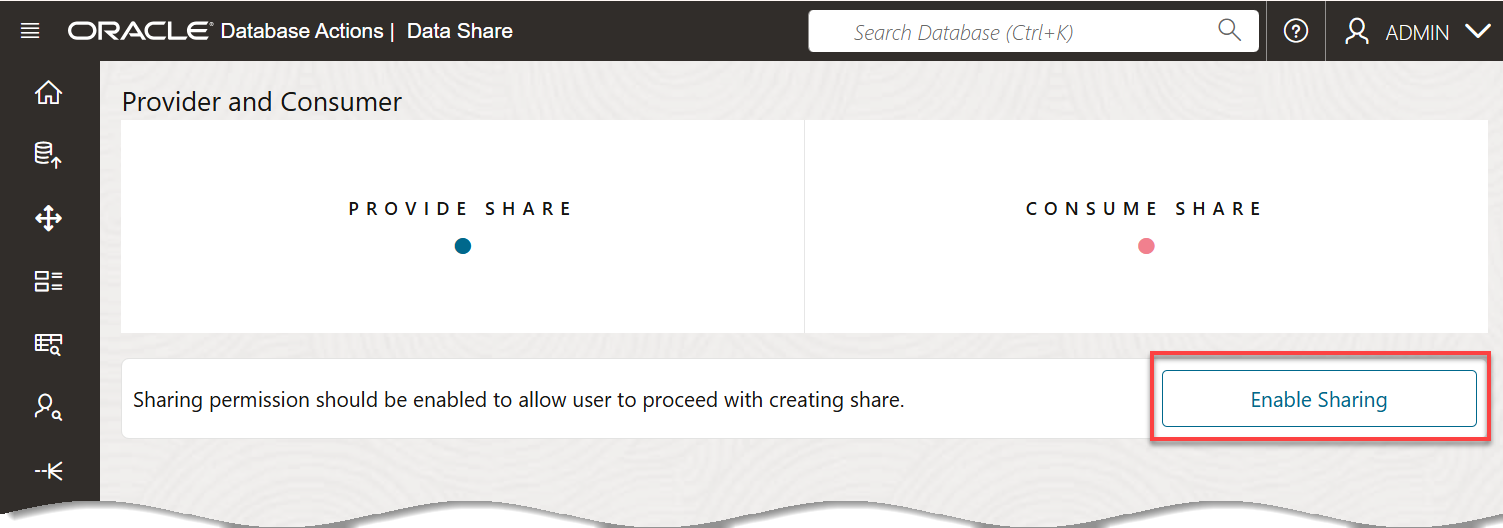 ORACLE Database Actions | Data Share
Search Database (Ctrl+K)
ADMIN
Provider and Consumer
PROVIDE SHARE
CONSUME SHARE
Sharing permission should be enabled to allow user to proceed with creating share.
Enable Sharing